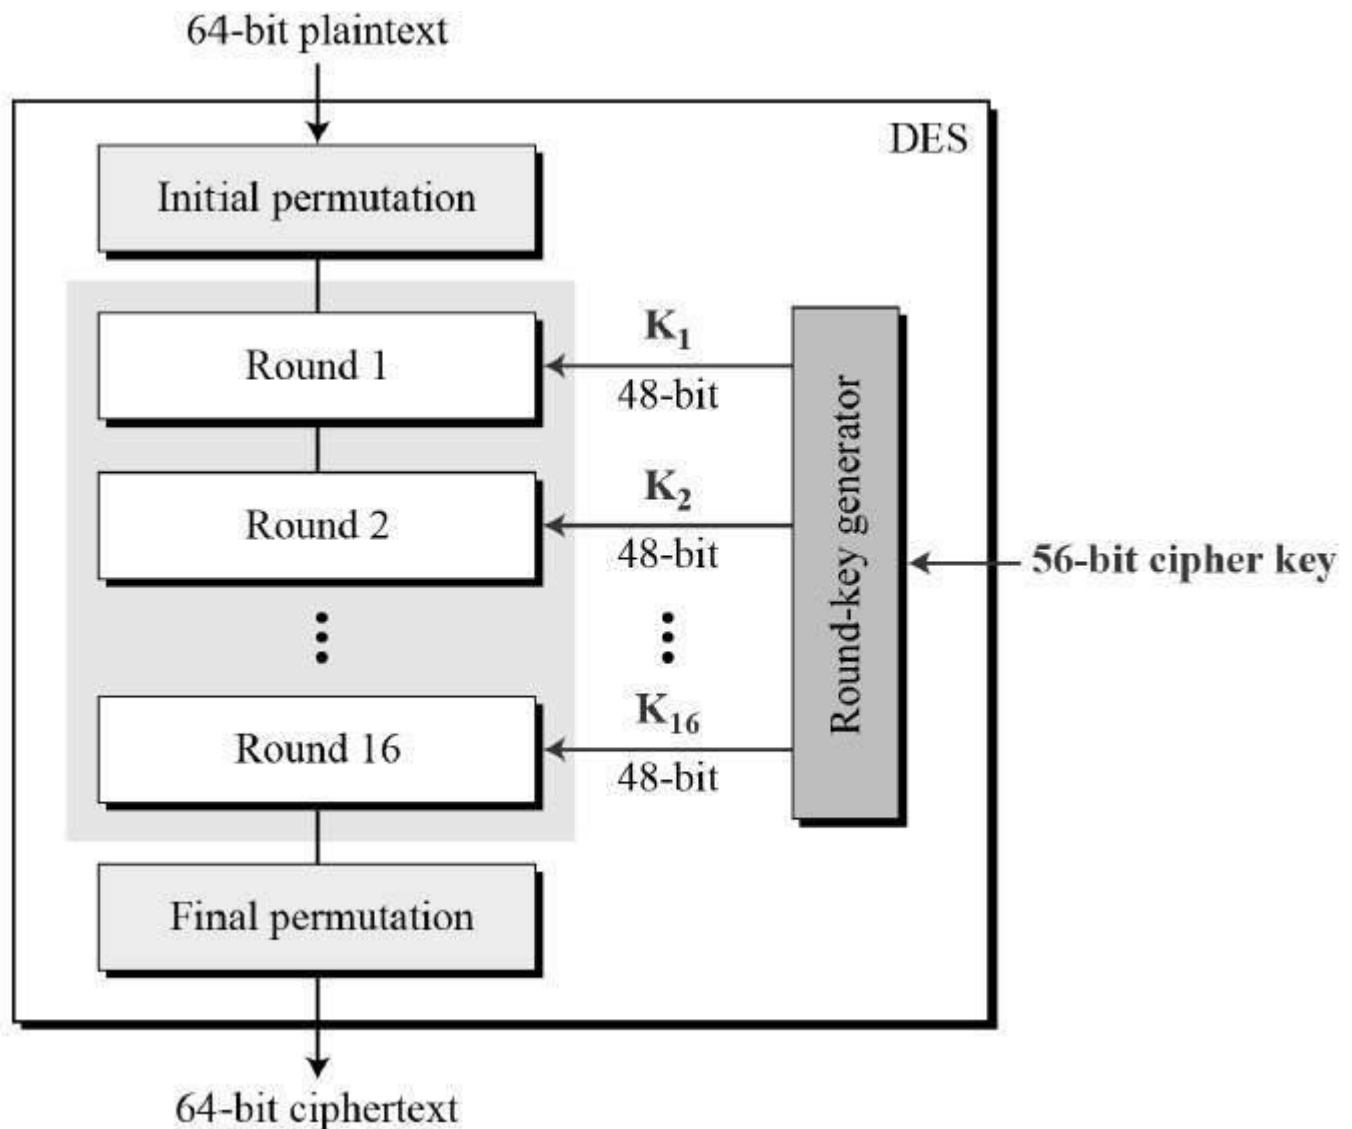 64-bit plaintext
DES
Initial permutation
Round 1
K1
48-bit
Round 2
K2
48-bit
Round-key generator
56-bit cipher key
Round 16
K16
48-bit
Final permutation
64-bit ciphertext